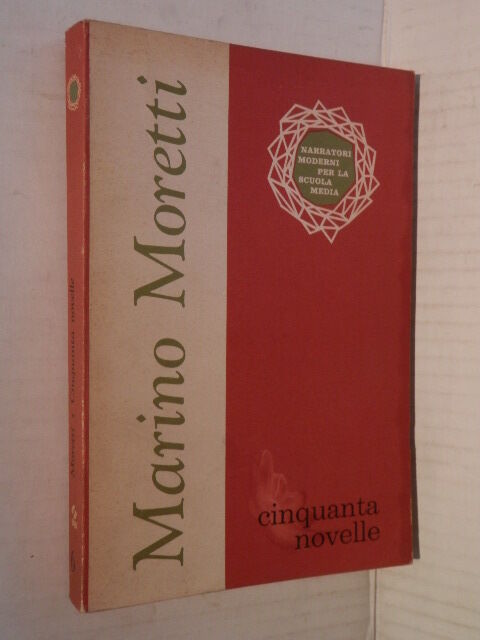 Marino Moretti
NARRATORI
MODERNI
PER LA
SCUOLA
MEDIA
cinquanta
novelle
Moretti • Cinquanta novelle